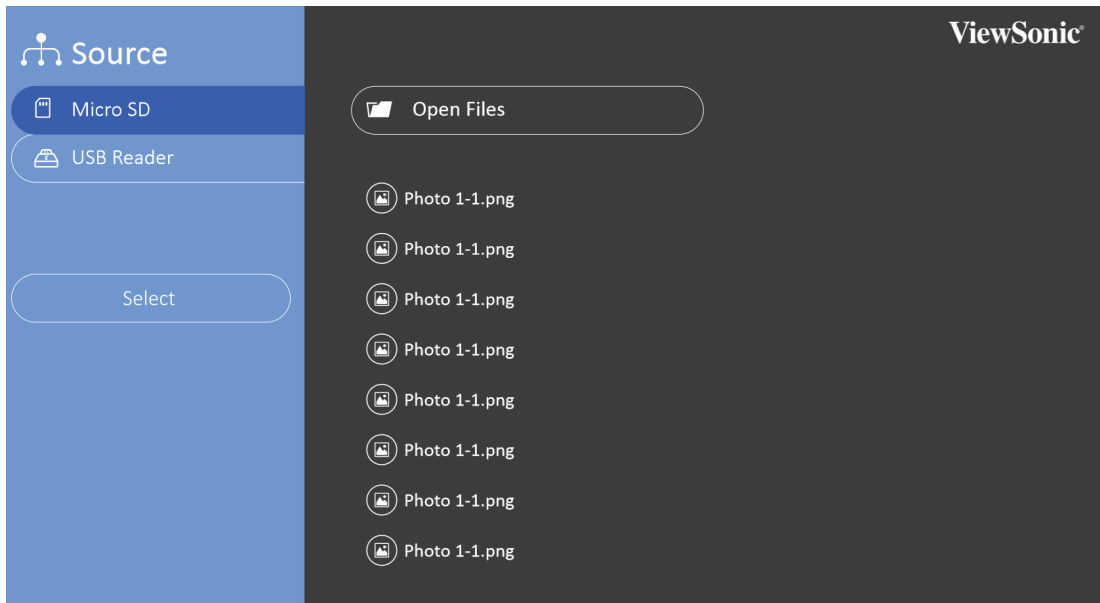 Source
Micro SD
USB Reader
Select
ViewSonic®
Open Files
Photo 1-1.png
Photo 1-1.png
Photo 1-1.png
Photo 1-1.png
Photo 1-1.png
Photo 1-1.png
Photo 1-1.png
Photo 1-1.png